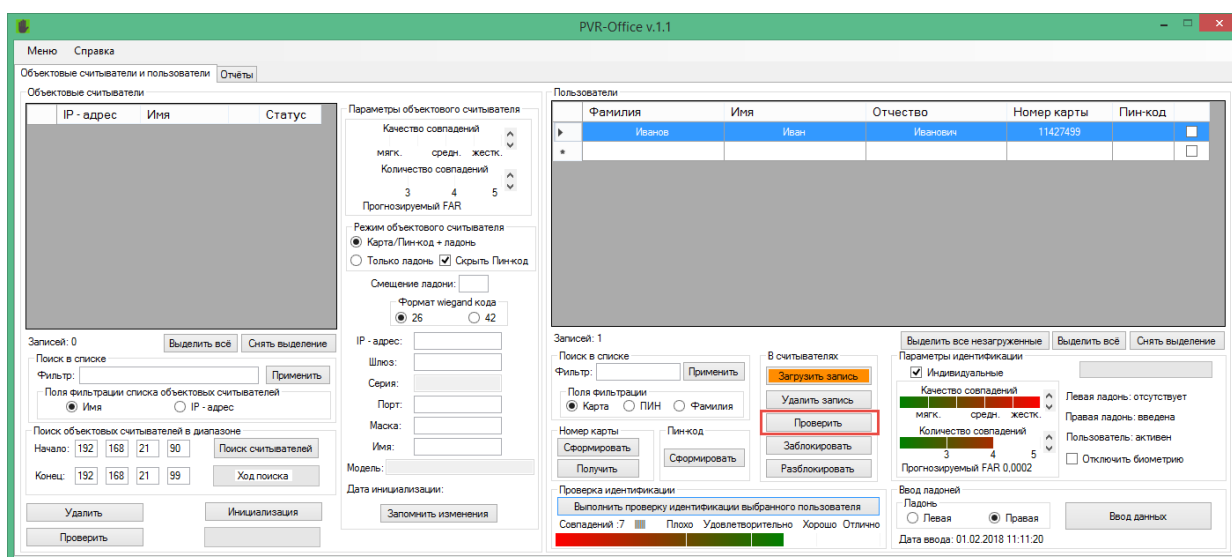 PVR-Office v.1.1
Меню Справка
Объектовые считыватели и пользователи Отчёты
Объектовые считыватели
IP - адрес Имя Статус
Записей: 0 Выделить всё Снять выделение
Поиск в списке
Фильтр: Применить
Поля фильтрации списка объектовых считывателей
Имя IP - адрес
Поиск объектовых считывателей в диапазоне
Начало: 192 168 21 90 Поиск считывателей
Конец: 192 168 21 99 Ход поиска
Удалить Инициализация
Проверить
Параметры объектового считывателя
Качество совпадений
мягк. средн. жестк.
Количество совпадений
3 4 5
Прогнозируемый FAR
Режим объектового считывателя
Карта/Пин-код + ладонь
Только ладонь Скрыть Пин-код
Смещение ладони:
Формат wiegand кода
26 42
IP - адрес:
Шлюз:
Серия:
Порт:
Маска:
Имя:
Модель:
Дата инициализации:
Запомнить изменения
Пользователи
Фамилия Имя Отчество Номер карты Пин-код
Иванов Иван Иванович 11427499
Записей: 1 Выделить все незагруженные Выделить всё Снять выделение
Поиск в списке
Фильтр: Применить
Поля фильтрации
Карта ПИН Фамилия
Номер карты
Сформировать
Получить
Пин-код
Сформировать
В считывателях
Загрузить запись
Удалить запись
Проверить
Заблокировать
Разблокировать
Параметры идентификации
Индивидуальные
Качество совпадений
мягк. средн. жестк.
Количество совпадений
3 4 5
Прогнозируемый FAR 0,0002
Левая ладонь: отсутствует
Правая ладонь: введена
Пользователь: активен
Отключить биометрию
Проверка идентификации
Выполнить проверку идентификации выбранного пользователя
Совпадений :7 Плохо Удовлетворительно Хорошо Отлично
Ввод ладоней
Ладонь
Левая Правая Ввод данных
Дата ввода: 01.02.2018 11:11:20